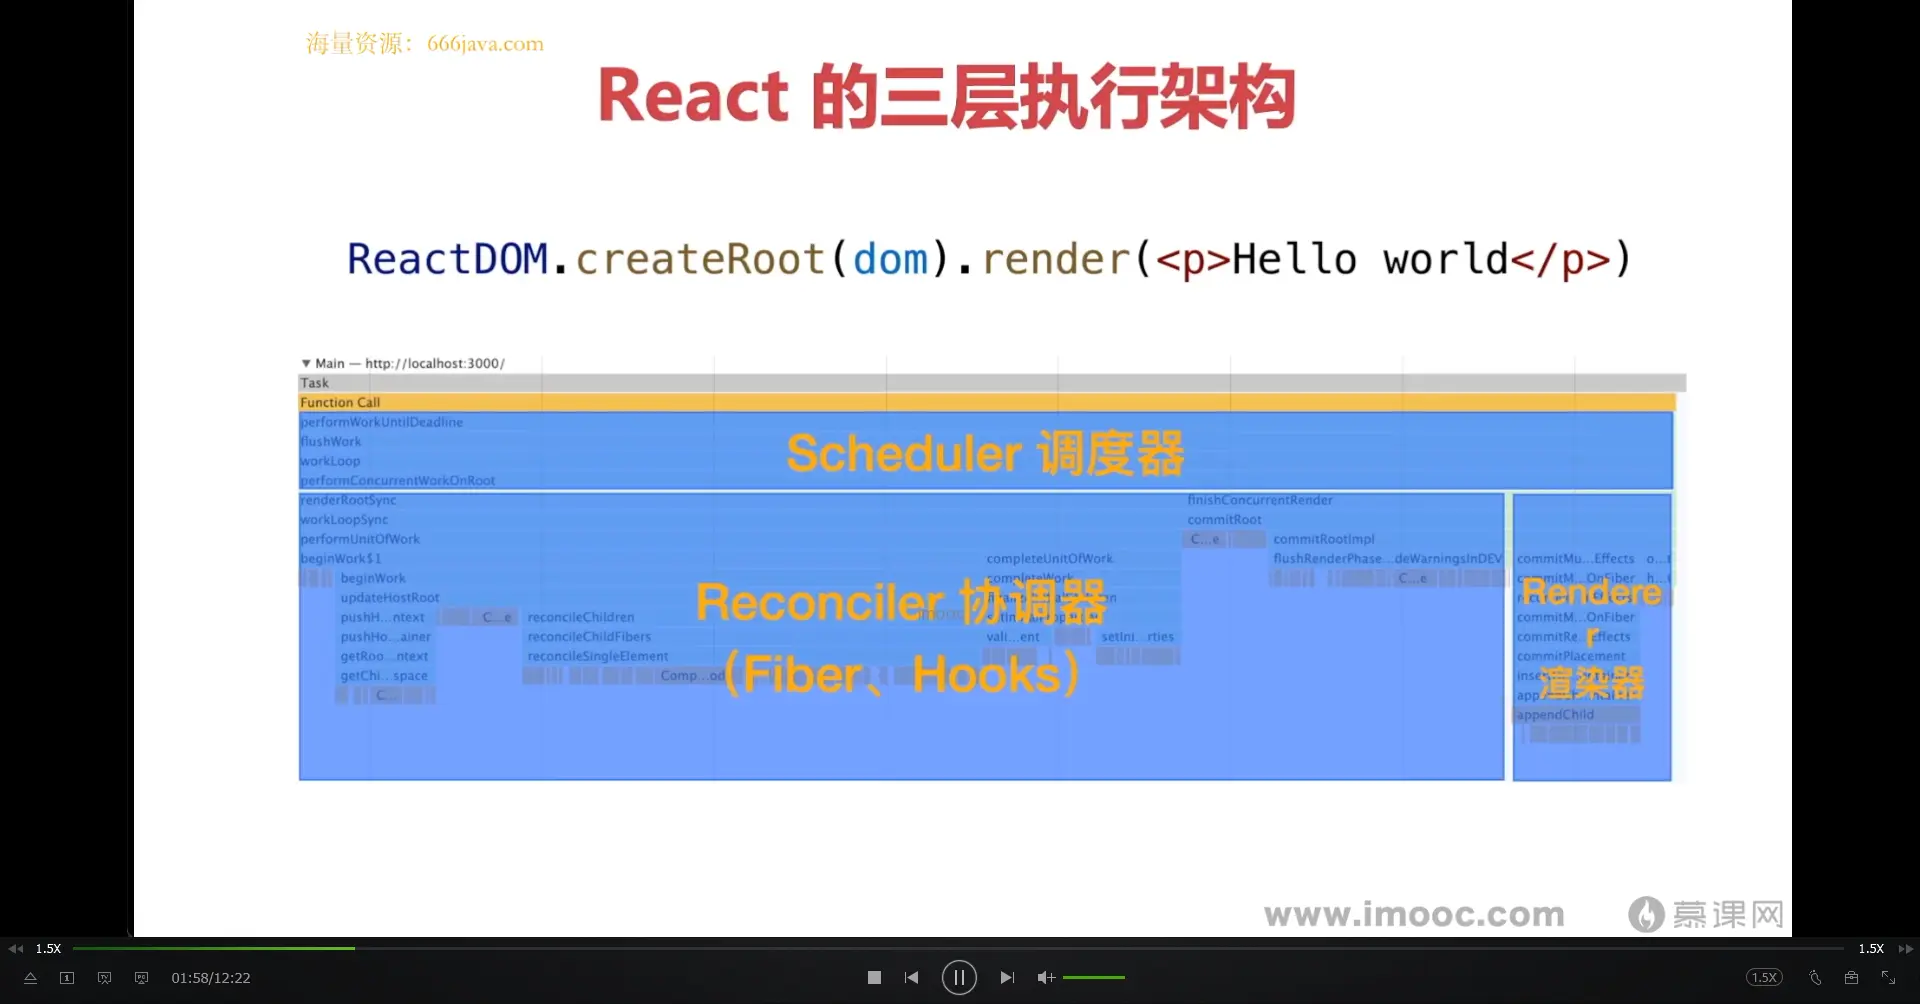 海量资源：666java.com
React 的三层执行架构
ReactDOM.createRoot(dom).render(<p>Hello world</p>)
▼ Main — http://localhost:3000/
Task
Function Call
performWorkUntilDeadline
flushWork
workLoop
performConcurrentWorkOnRoot
Scheduler 调度器
renderRootSync
finishConcurrentRender
workLoopSync
commitRoot
performUnitOfWork
C...e
commitRootImpl
beginWork$1
completeUnitOfWork
flushRenderPhase...deWarningsInDEV
commitMu...Effects
o...
beginWork
completeWork
C...e
commitM...OnFiber
h...
updateHostRoot
Reconciler 协调器
Renderer
渲染器
pushH...ntext
C...e
reconcileChildren
commitM...OnFiber
pushHo...ainer
reconcileChildFibers
vali...ent
setIni...rties
commitRe...Effects
getRoo...ntext
reconcileSingleElement
commitPlacement
getChi...space
Comp...od
（Fiber、Hooks）
C...
appendChild
www.imooc.com
慕课网
1.5X
1.5X
01:58/12:22
1.5X